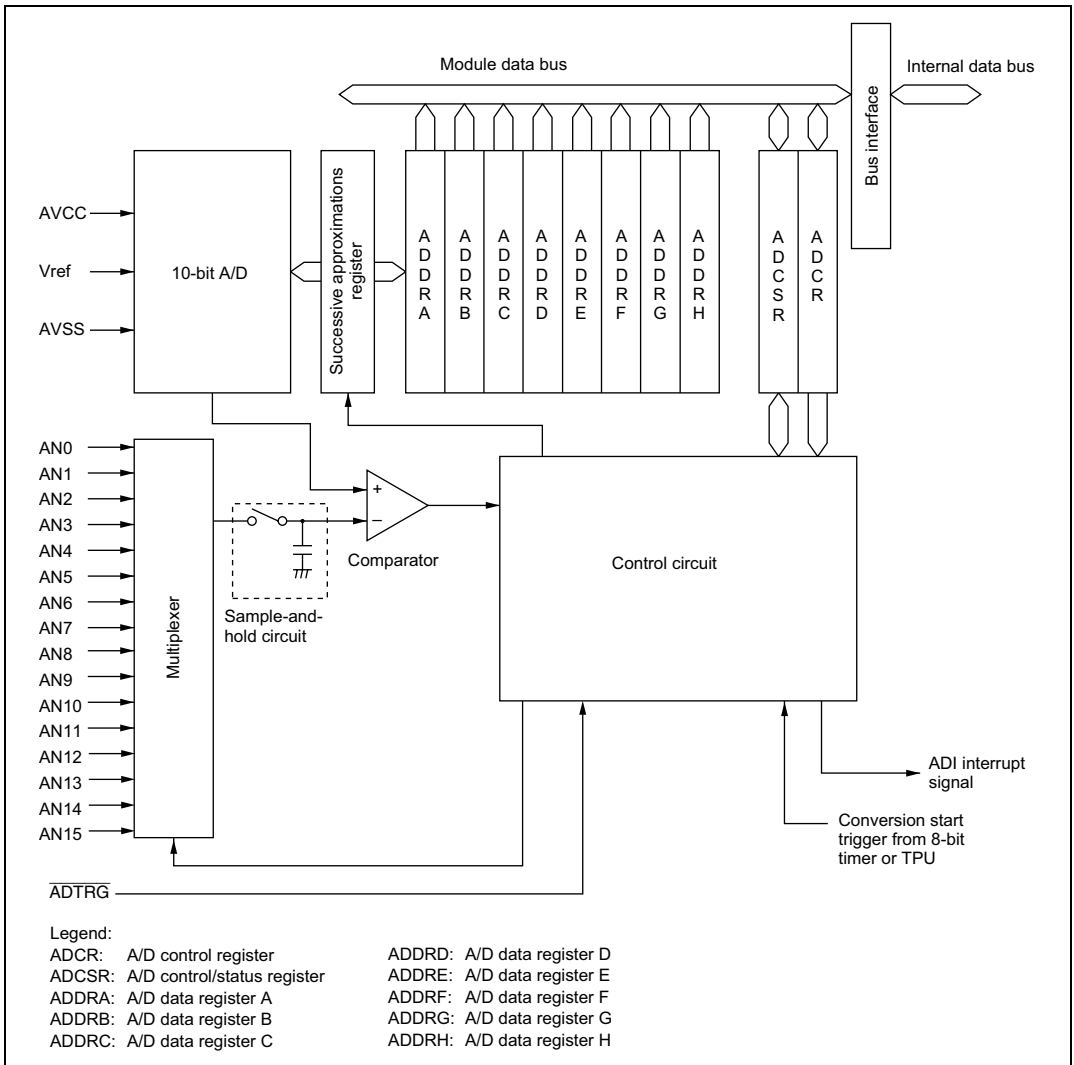 Module data bus
Internal data bus
Bus interface
AVCC
Vref
AVSS
10-bit A/D
Successive approximations
register
ADDRA
ADDRB
ADDRC
ADDRD
ADDRE
ADDRF
ADDRG
ADDRH
ADCSR
ADCR
AN0
AN1
AN2
AN3
AN4
AN5
AN6
AN7
AN8
AN9
AN10
AN11
AN12
AN13
AN14
AN15
Multiplexer
+
−
Comparator
Sample-and-
hold circuit
Control circuit
ADI interrupt
signal
Conversion start
trigger from 8-bit
timer or TPU
ADTRG
Legend:
ADCR: A/D control register
ADCSR: A/D control/status register
ADDRA: A/D data register A
ADDRB: A/D data register B
ADDRC: A/D data register C
ADDRD: A/D data register D
ADDRE: A/D data register E
ADDRF: A/D data register F
ADDRG: A/D data register G
ADDRH: A/D data register H